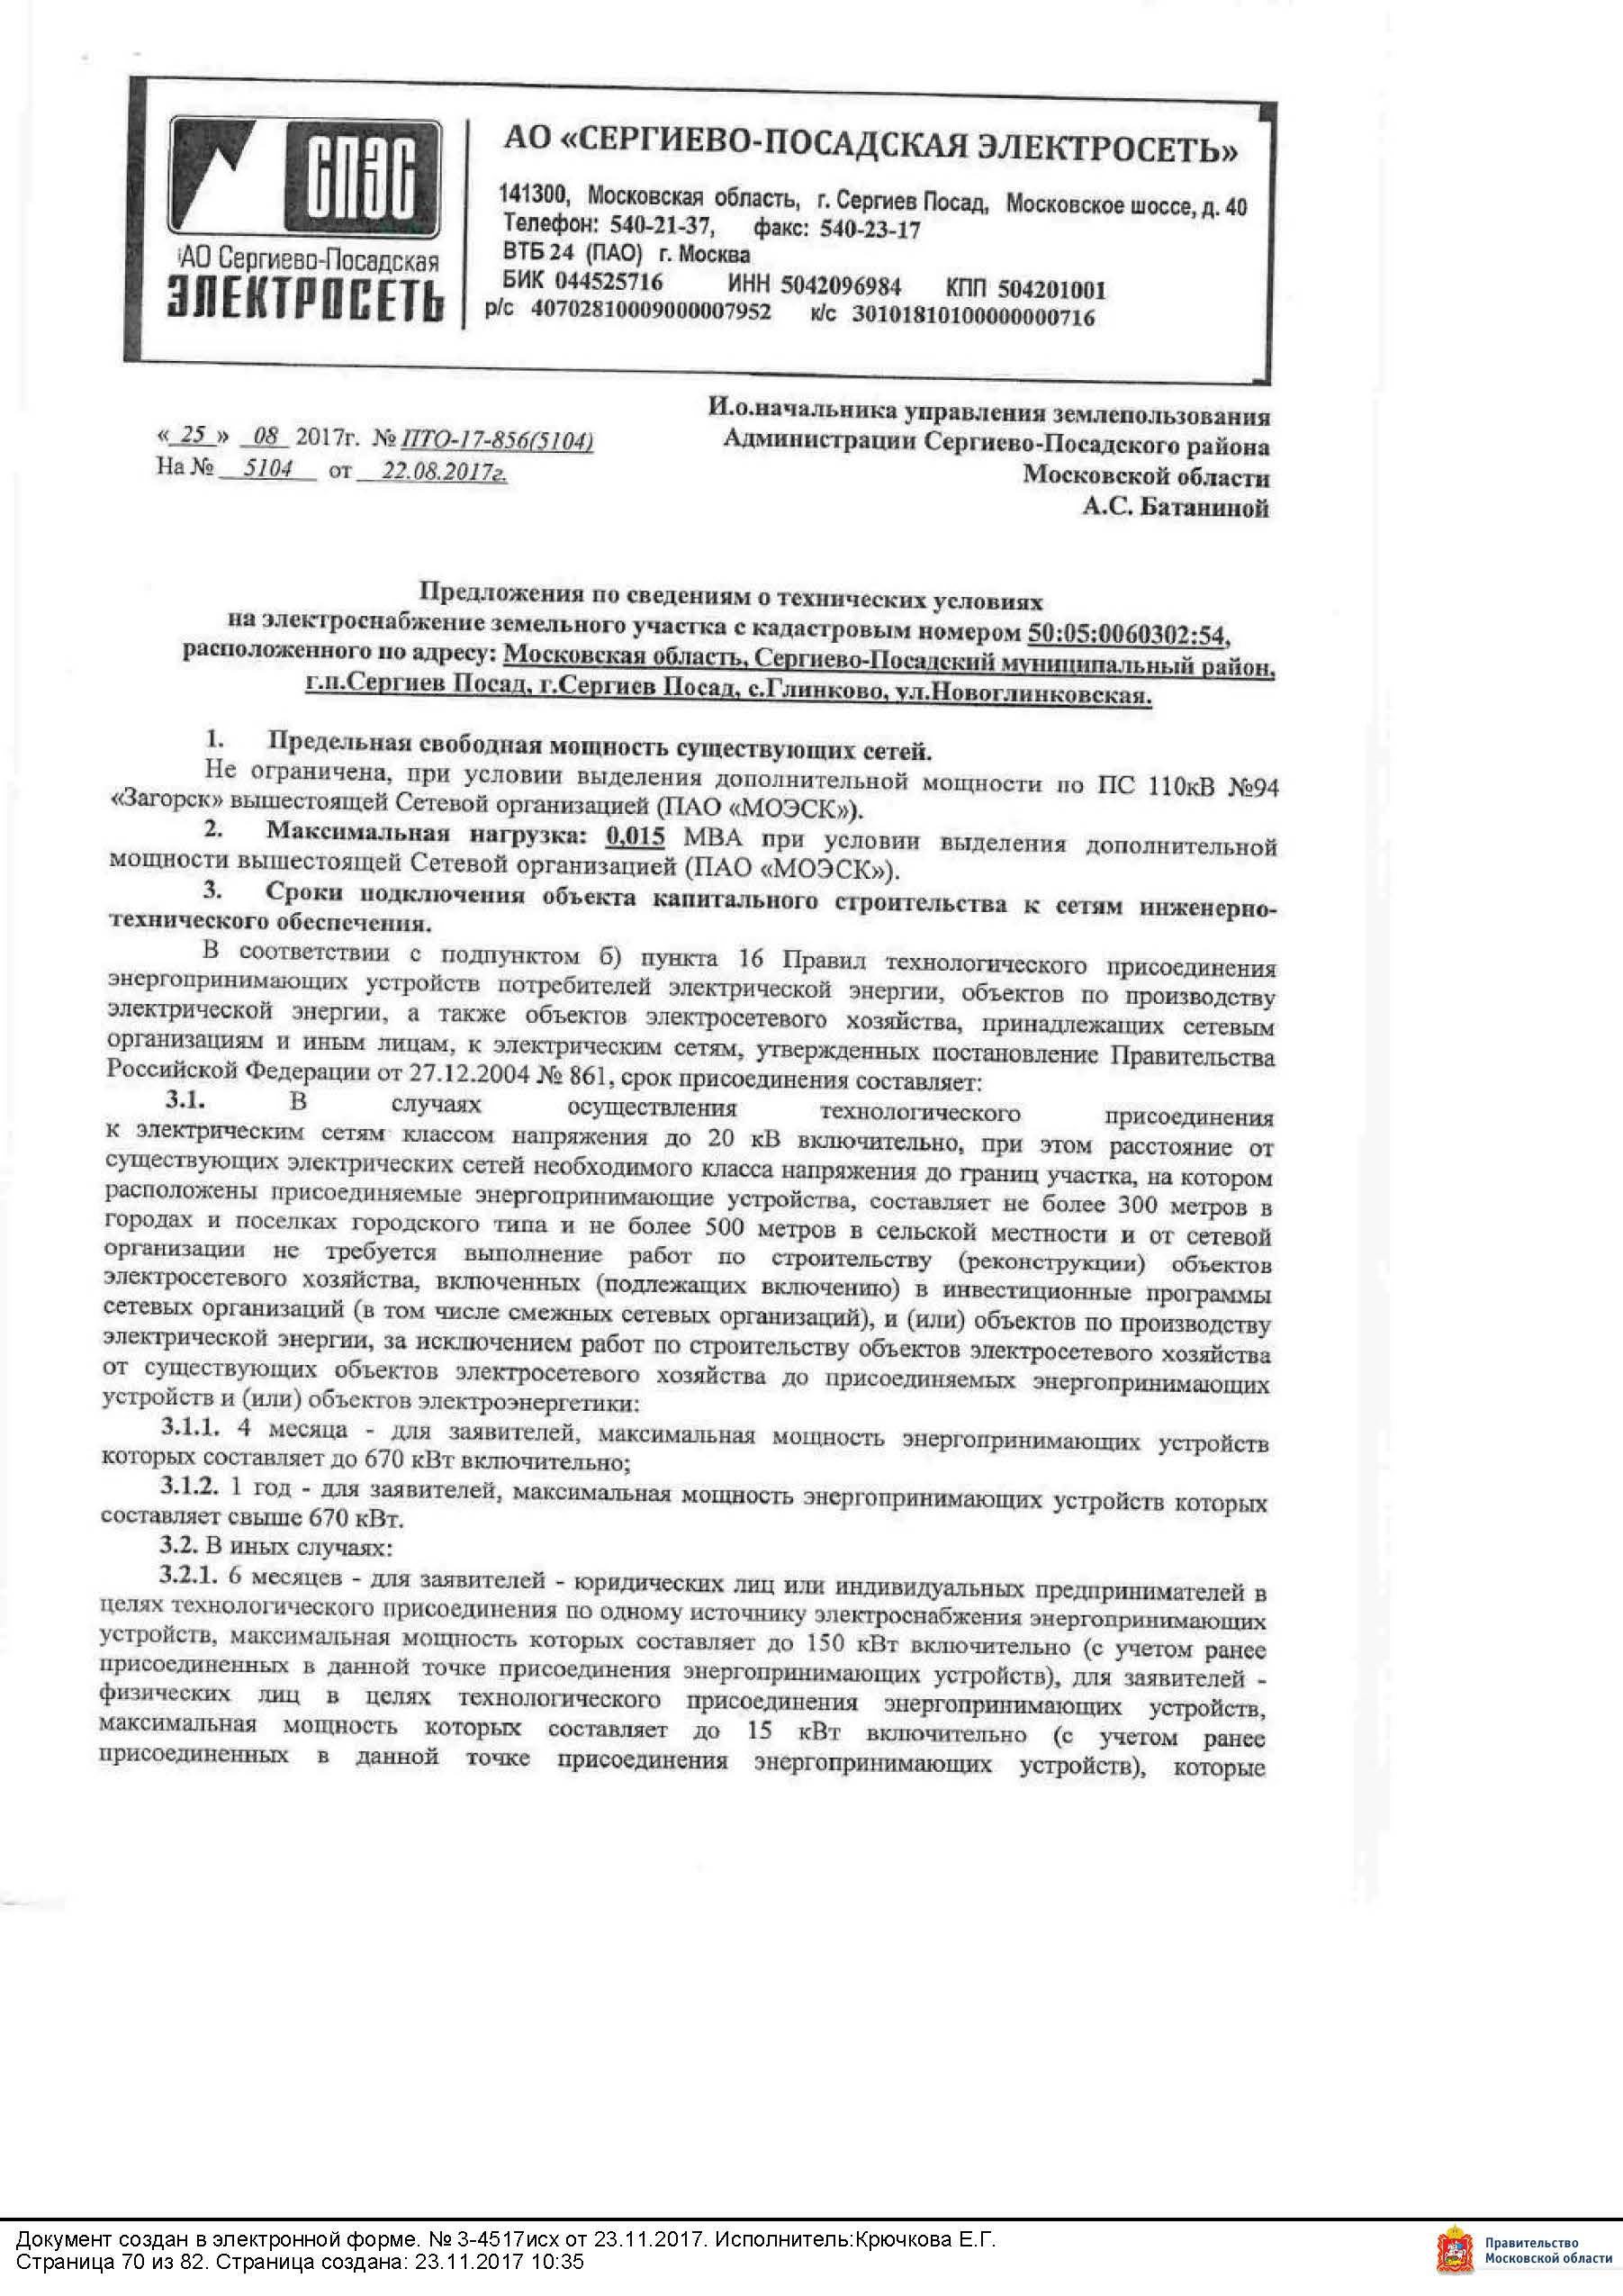 СПЭС
АО Сергиево-Посадская
ЭЛЕКТРОСЕТЬ
АО «СЕРГИЕВО-ПОСАДСКАЯ ЭЛЕКТРОСЕТЬ»
141300, Московская область, г. Сергиев Посад, Московское шоссе, д. 40
Телефон: 540-21-37, факс: 540-23-17
ВТБ 24 (ПАО) г. Москва
БИК 044525716 ИНН 5042096984 КПП 504201001
р/с 40702810009000007952 к/с 30101810100000000716
« 25 » 08 2017г. № ПТО-17-856(5104)
На № 5104 от 22.08.2017г.
И.о.начальника управления землепользования
Администрации Сергиево-Посадского района
Московской области
А.С. Батаниной
Предложения по сведениям о технических условиях
на электроснабжение земельного участка с кадастровым номером 50:05:0060302:54,
расположенного по адресу: Московская область, Сергиево-Посадский муниципальный район,
г.п.Сергиев Посад, г.Сергиев Посад, с.Глинково, ул.Новоглинковская.
1. Предельная свободная мощность существующих сетей.
Не ограничена, при условии выделения дополнительной мощности по ПС 110кВ №94
«Загорск» вышестоящей Сетевой организацией (ПАО «МОЭСК»).
2. Максимальная нагрузка: 0,015 МВА при условии выделения дополнительной
мощности вышестоящей Сетевой организацией (ПАО «МОЭСК»).
3. Сроки подключения объекта капитального строительства к сетям инженерно-
технического обеспечения.
В соответствии с подпунктом б) пункта 16 Правил технологического присоединения
энергопринимающих устройств потребителей электрической энергии, объектов по производству
электрической энергии, а также объектов электросетевого хозяйства, принадлежащих сетевым
организациям и иным лицам, к электрическим сетям, утвержденных постановление Правительства
Российской Федерации от 27.12.2004 № 861, срок присоединения составляет:
3.1. В случаях осуществления технологического присоединения
к электрическим сетям классом напряжения до 20 кВ включительно, при этом расстояние от
существующих электрических сетей необходимого класса напряжения до границ участка, на котором
расположены присоединяемые энергопринимающие устройства, составляет не более 300 метров в
городах и поселках городского типа и не более 500 метров в сельской местности и от сетевой
организации не требуется выполнение работ по строительству (реконструкции) объектов
электросетевого хозяйства, включенных (подлежащих включению) в инвестиционные программы
сетевых организаций (в том числе смежных сетевых организаций), и (или) объектов по производству
электрической энергии, за исключением работ по строительству объектов электросетевого хозяйства
от существующих объектов электросетевого хозяйства до присоединяемых энергопринимающих
устройств и (или) объектов электроэнергетики:
3.1.1. 4 месяца - для заявителей, максимальная мощность энергопринимающих устройств
которых составляет до 670 кВт включительно;
3.1.2. 1 год - для заявителей, максимальная мощность энергопринимающих устройств которых
составляет свыше 670 кВт.
3.2. В иных случаях:
3.2.1. 6 месяцев - для заявителей - юридических лиц или индивидуальных предпринимателей в
целях технологического присоединения по одному источнику электроснабжения энергопринимающих
устройств, максимальная мощность которых составляет до 150 кВт включительно (с учетом ранее
присоединенных в данной точке присоединения энергопринимающих устройств), для заявителей -
физических лиц в целях технологического присоединения энергопринимающих устройств,
максимальная мощность которых составляет до 15 кВт включительно (с учетом ранее
присоединенных в данной точке присоединения энергопринимающих устройств), которые
Документ создан в электронной форме. № 3-4517исх от 23.11.2017. Исполнитель:Крючкова Е.Г.
Страница 70 из 82. Страница создана: 23.11.2017 10:35
Правительство
Московской области